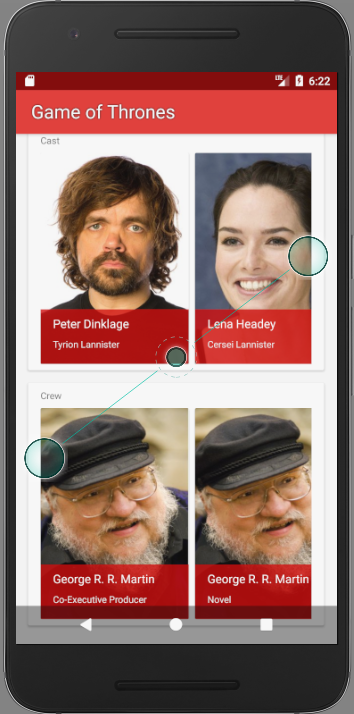 LTE 6:22
Game of Thrones
Cast
Peter Dinklage
Tyrion Lannister
Lena Headey
Cersei Lannister
Crew
George R. R. Martin
Co-Executive Producer
George R. R. Martin
Novel